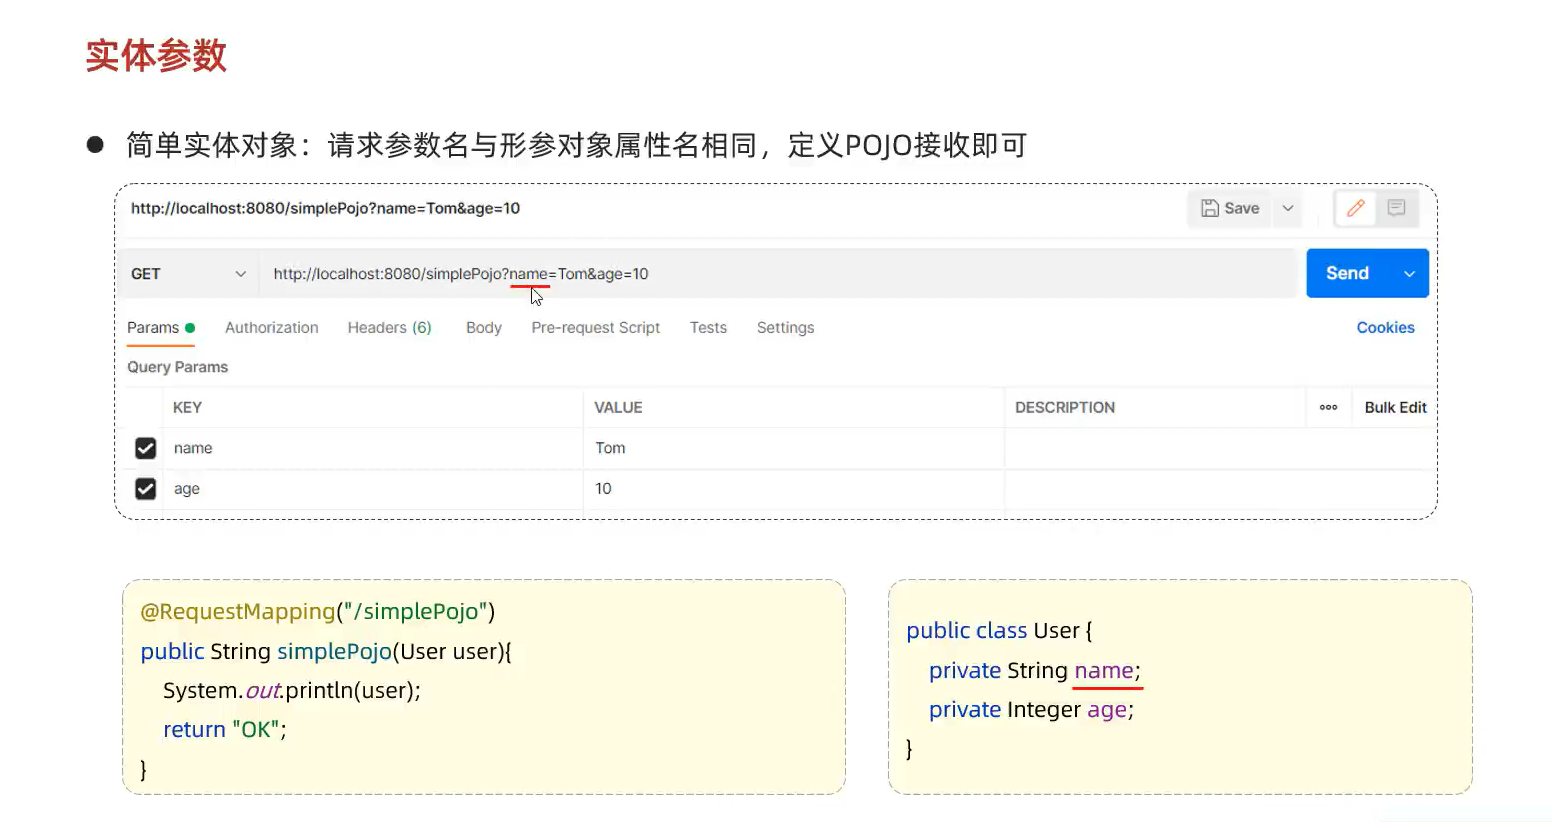 实体参数
● 简单实体对象：请求参数名与形参对象属性名相同，定义POJO接收即可
http://localhost:8080/simplePojo?name=Tom&age=10 Save
GET http://localhost:8080/simplePojo?name=Tom&age=10 Send
Params Authorization Headers (6) Body Pre-request Script Tests Settings Cookies
Query Params
KEY VALUE DESCRIPTION ooo Bulk Edit
name Tom
age 10
@RequestMapping("/simplePojo")
public String simplePojo(User user){
System.out.println(user);
return "OK";
}
public class User {
private String name;
private Integer age;
}